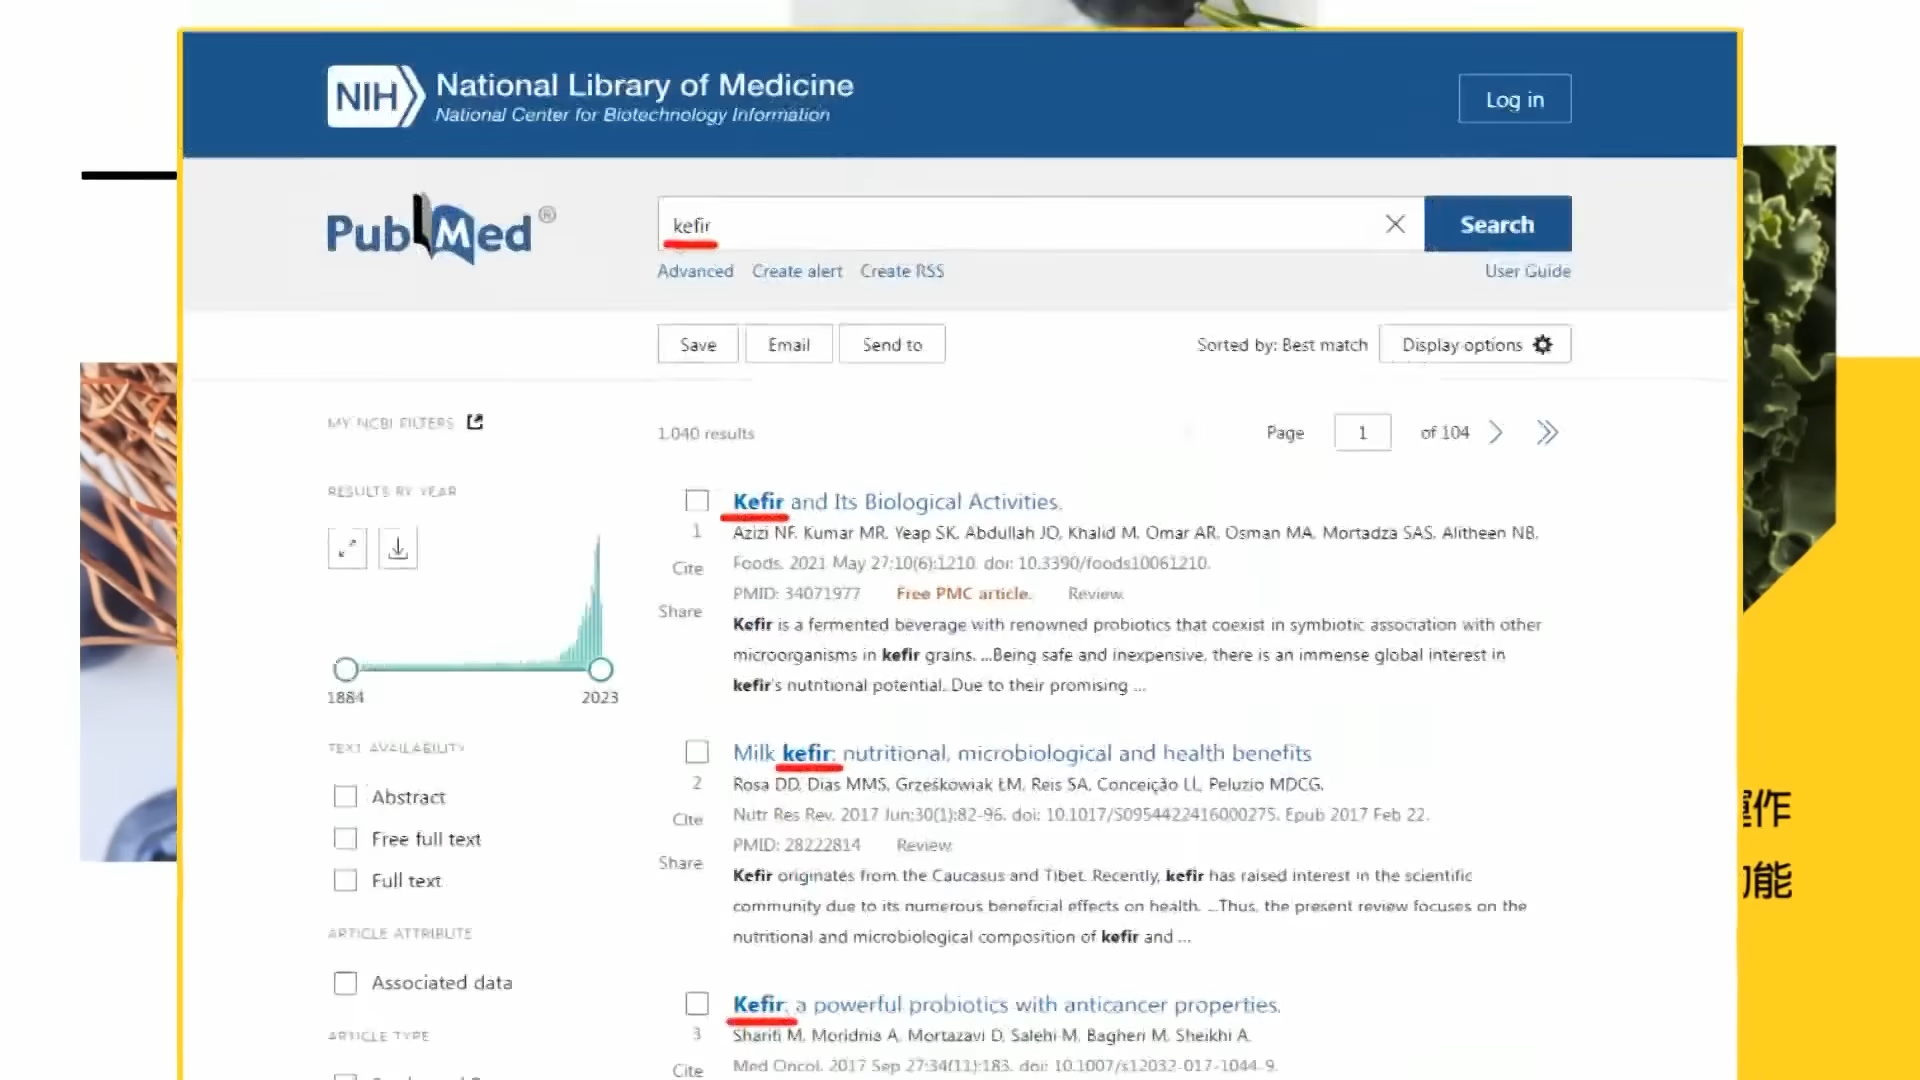 NIH National Library of Medicine
National Center for Biotechnology Information
Log in
PubMed®
kefir
Search
Advanced Create alert Create RSS
User Guide
Save Email Send to
Sorted by: Best match Display options
MY NCBI FILTERS
1,040 results
Page 1 of 104
RESULTS BY YEAR
1884 2023
TEXT AVAILABILITY
Abstract
Free full text
Full text
ARTICLE ATTRIBUTE
Associated data
ARTICLE TYPE
Kefir and Its Biological Activities.
1
Azizi NF, Kumar MR, Yeap SK, Abdullah JO, Khalid M, Omar AR, Osman MA, Mortadza SAS, Alitheen NB.
Cite
Foods. 2021 May 27;10(6):1210. doi: 10.3390/foods10061210.
PMID: 34071977 Free PMC article. Review.
Share
Kefir is a fermented beverage with renowned probiotics that coexist in symbiotic association with other
microorganisms in kefir grains. ...Being safe and inexpensive, there is an immense global interest in
kefir's nutritional potential. Due to their promising ...
Milk kefir: nutritional, microbiological and health benefits
2
Rosa DD, Dias MMS, Grześkowiak ŁM, Reis SA, Conceição LL, Peluzio MDCG.
Cite
Nutr Res Rev. 2017 Jun;30(1):82-96. doi: 10.1017/S0954422416000275. Epub 2017 Feb 22.
PMID: 28222814 Review.
Share
Kefir originates from the Caucasus and Tibet. Recently, kefir has raised interest in the scientific
community due to its numerous beneficial effects on health. ...Thus, the present review focuses on the
nutritional and microbiological composition of kefir and ...
Kefir: a powerful probiotics with anticancer properties.
3
Sharifi M, Moridnia A, Mortazavi D, Salehi M, Bagheri M, Sheikhi A.
Cite
Med Oncol. 2017 Sep 27;34(11):183. doi: 10.1007/s12032-017-1044-9.
作
能